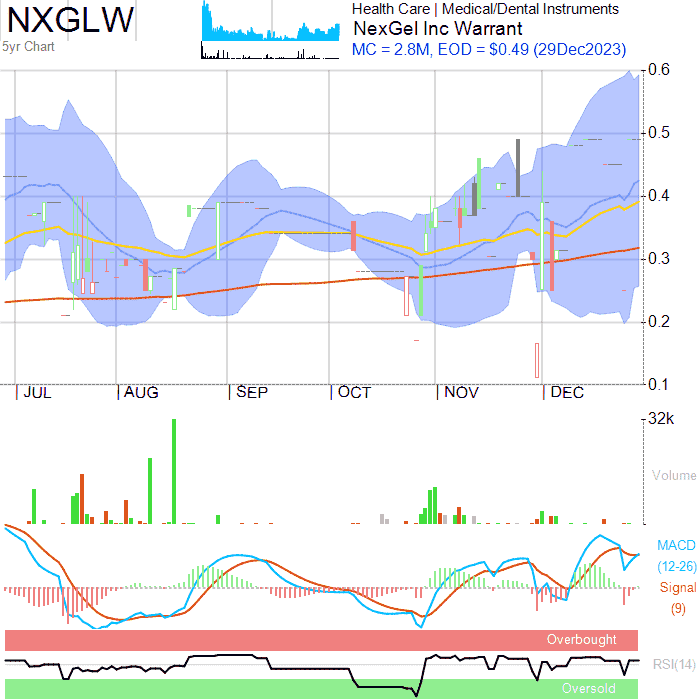 NXGLW
5yr Chart
Health Care | Medical/Dental Instruments
NexGel Inc Warrant
MC = 2.8M, EOD = $0.49 (29Dec2023)
0.6
0.5
0.4
0.3
0.2
0.1
JUL
AUG
SEP
OCT
NOV
DEC
32k
Volume
MACD
(12-26)
Signal
(9)
Overbought
RSI(14)
Oversold